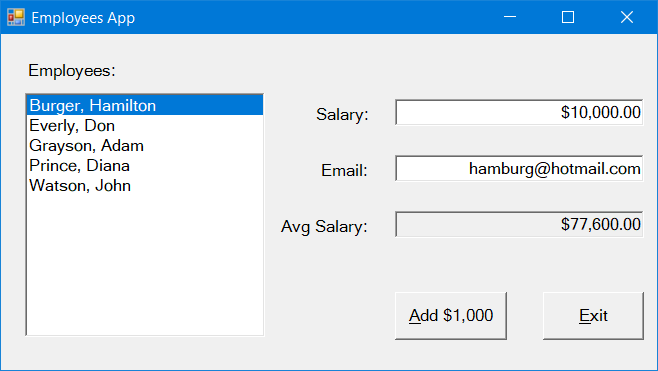 Employees App
Employees:
Burger, Hamilton
Everly, Don
Grayson, Adam
Prince, Diana
Watson, John
Salary: $10,000.00
Email: hamburg@hotmail.com
Avg Salary: $77,600.00
Add $1,000 Exit